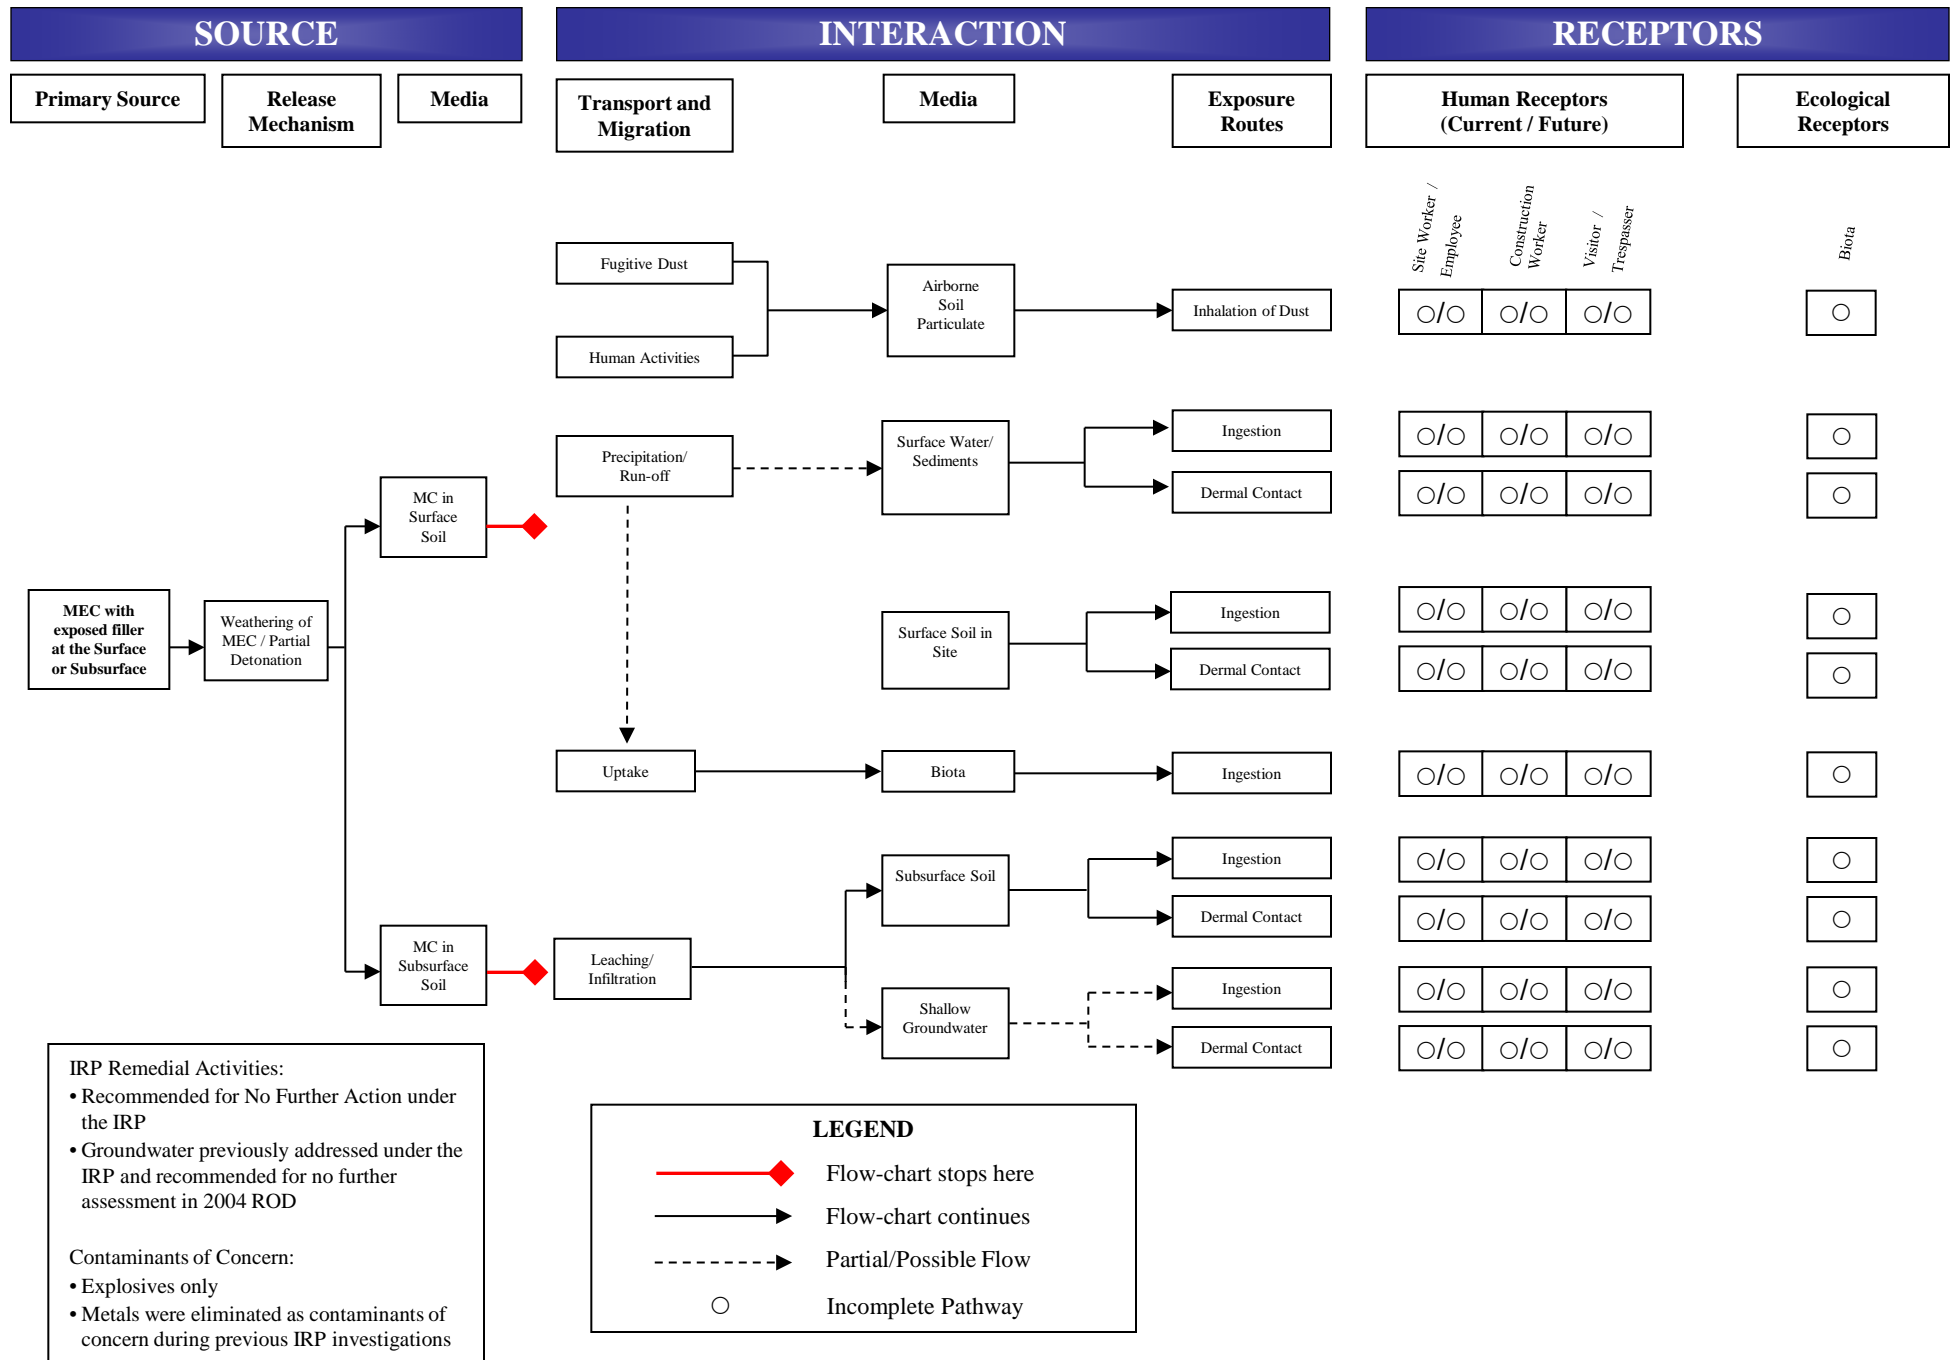 SOURCE
INTERACTION
RECEPTORS
Primary Source
Release
Mechanism
Media
Transport and
Migration
Media
Exposure
Routes
Human Receptors
(Current / Future)
Ecological
Receptors
Site Worker /
Employee
Construction
Worker
Visitor /
Trespasser
Biota
Fugitive Dust
Human Activities
Airborne
Soil
Particulate
Inhalation of Dust
○/○ ○/○ ○/○ ○
Precipitation/
Run-off
Surface Water/
Sediments
Ingestion
○/○ ○/○ ○/○ ○
Dermal Contact
○/○ ○/○ ○/○ ○
MC in
Surface
Soil
MEC with
exposed filler
at the Surface
or Subsurface
Weathering of
MEC / Partial
Detonation
Surface Soil in
Site
Ingestion
○/○ ○/○ ○/○ ○
Dermal Contact
○/○ ○/○ ○/○ ○
Uptake
Biota
Ingestion
○/○ ○/○ ○/○ ○
MC in
Subsurface
Soil
Leaching/
Infiltration
Subsurface Soil
Ingestion
○/○ ○/○ ○/○ ○
Dermal Contact
○/○ ○/○ ○/○ ○
Shallow
Groundwater
Ingestion
○/○ ○/○ ○/○ ○
Dermal Contact
○/○ ○/○ ○/○ ○
IRP Remedial Activities:
• Recommended for No Further Action under
the IRP
• Groundwater previously addressed under the
IRP and recommended for no further
assessment in 2004 ROD
Contaminants of Concern:
• Explosives only
• Metals were eliminated as contaminants of
concern during previous IRP investigations
LEGEND
Flow-chart stops here
Flow-chart continues
Partial/Possible Flow
○ Incomplete Pathway